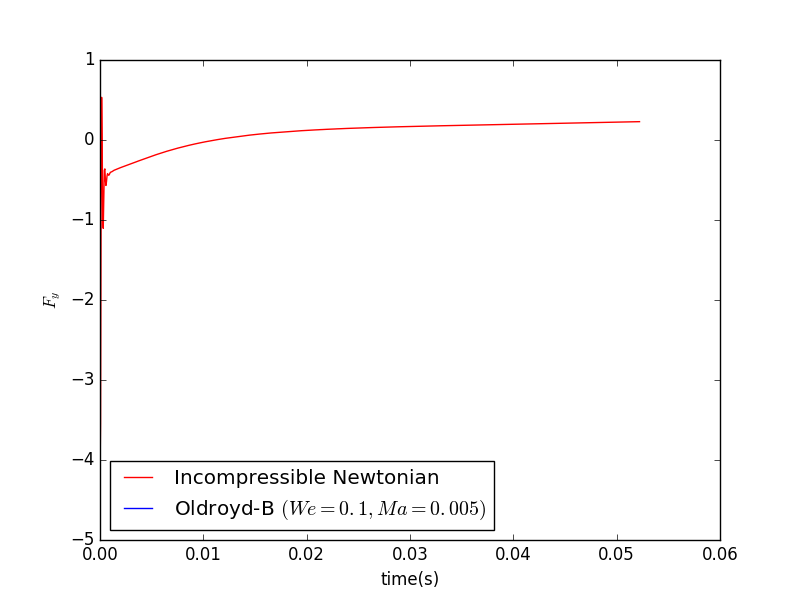 1
0
−1
−2
−3
−4
−5
F_y
Incompressible Newtonian
Oldroyd-B (We = 0.1, Ma = 0.005)
0.00 0.01 0.02 0.03 0.04 0.05 0.06
time(s)